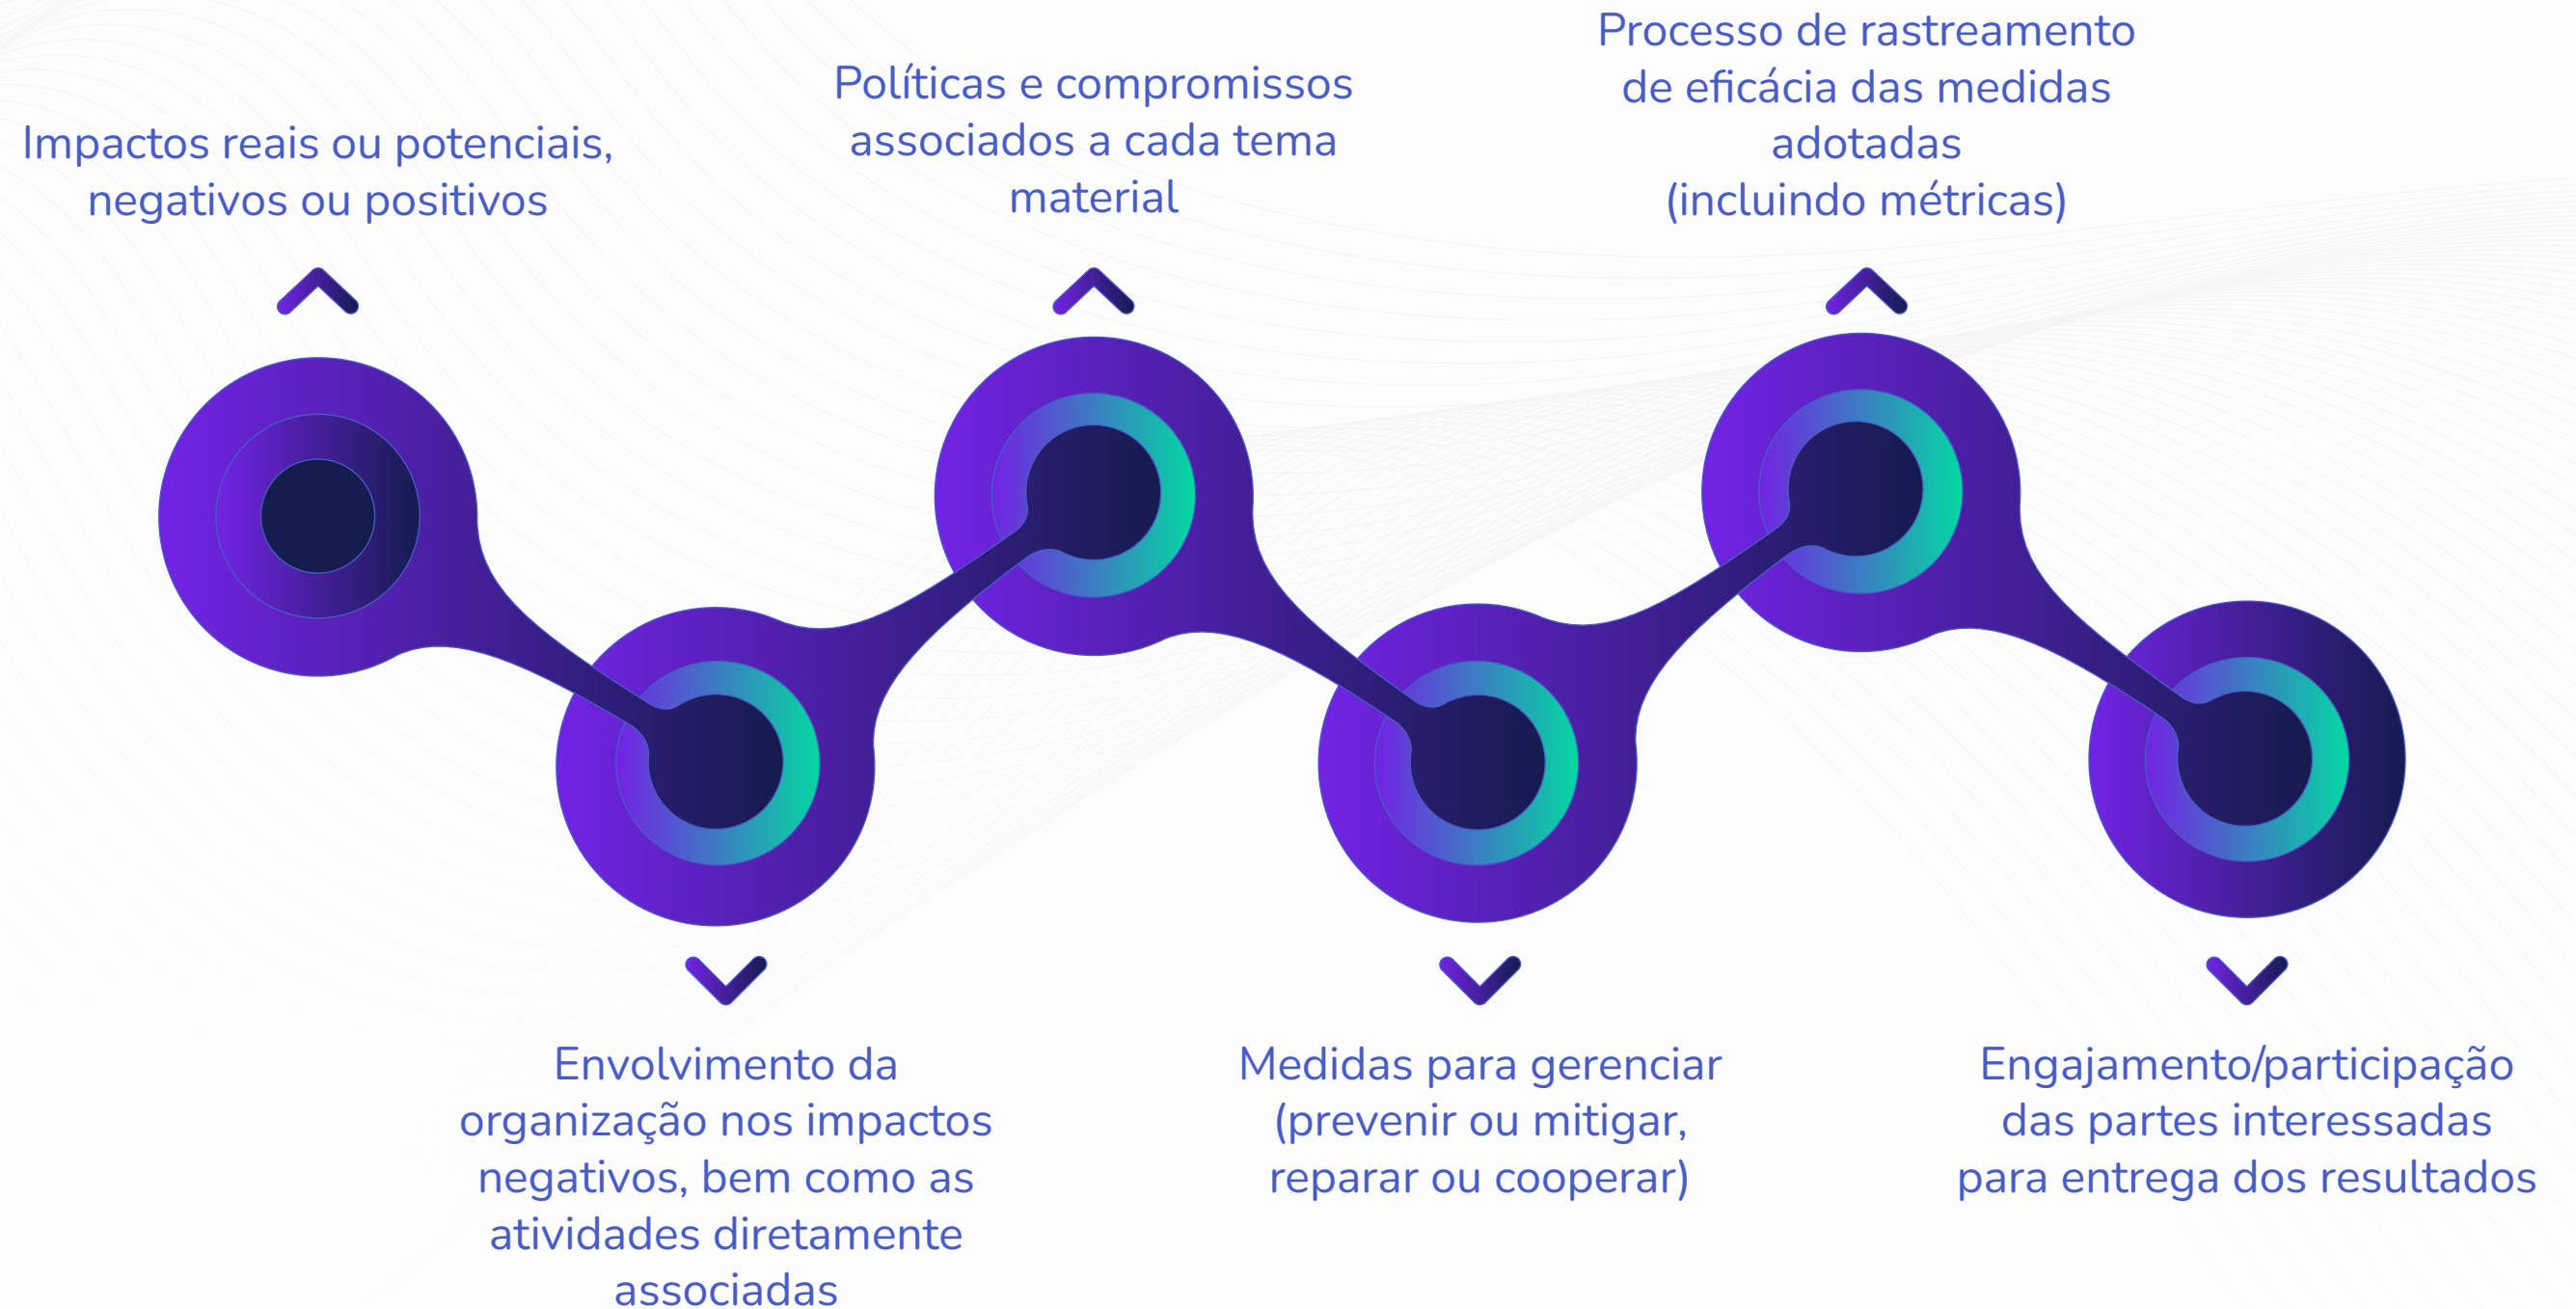 Impactos reais ou potenciais,
negativos ou positivos
Envolvimento da
organização nos impactos
negativos, bem como as
atividades diretamente
associadas
Políticas e compromissos
associados a cada tema
material
Medidas para gerenciar
(prevenir ou mitigar,
reparar ou cooperar)
Processo de rastreamento
de eficácia das medidas
adotadas
(incluindo métricas)
Engajamento/participação
das partes interessadas
para entrega dos resultados